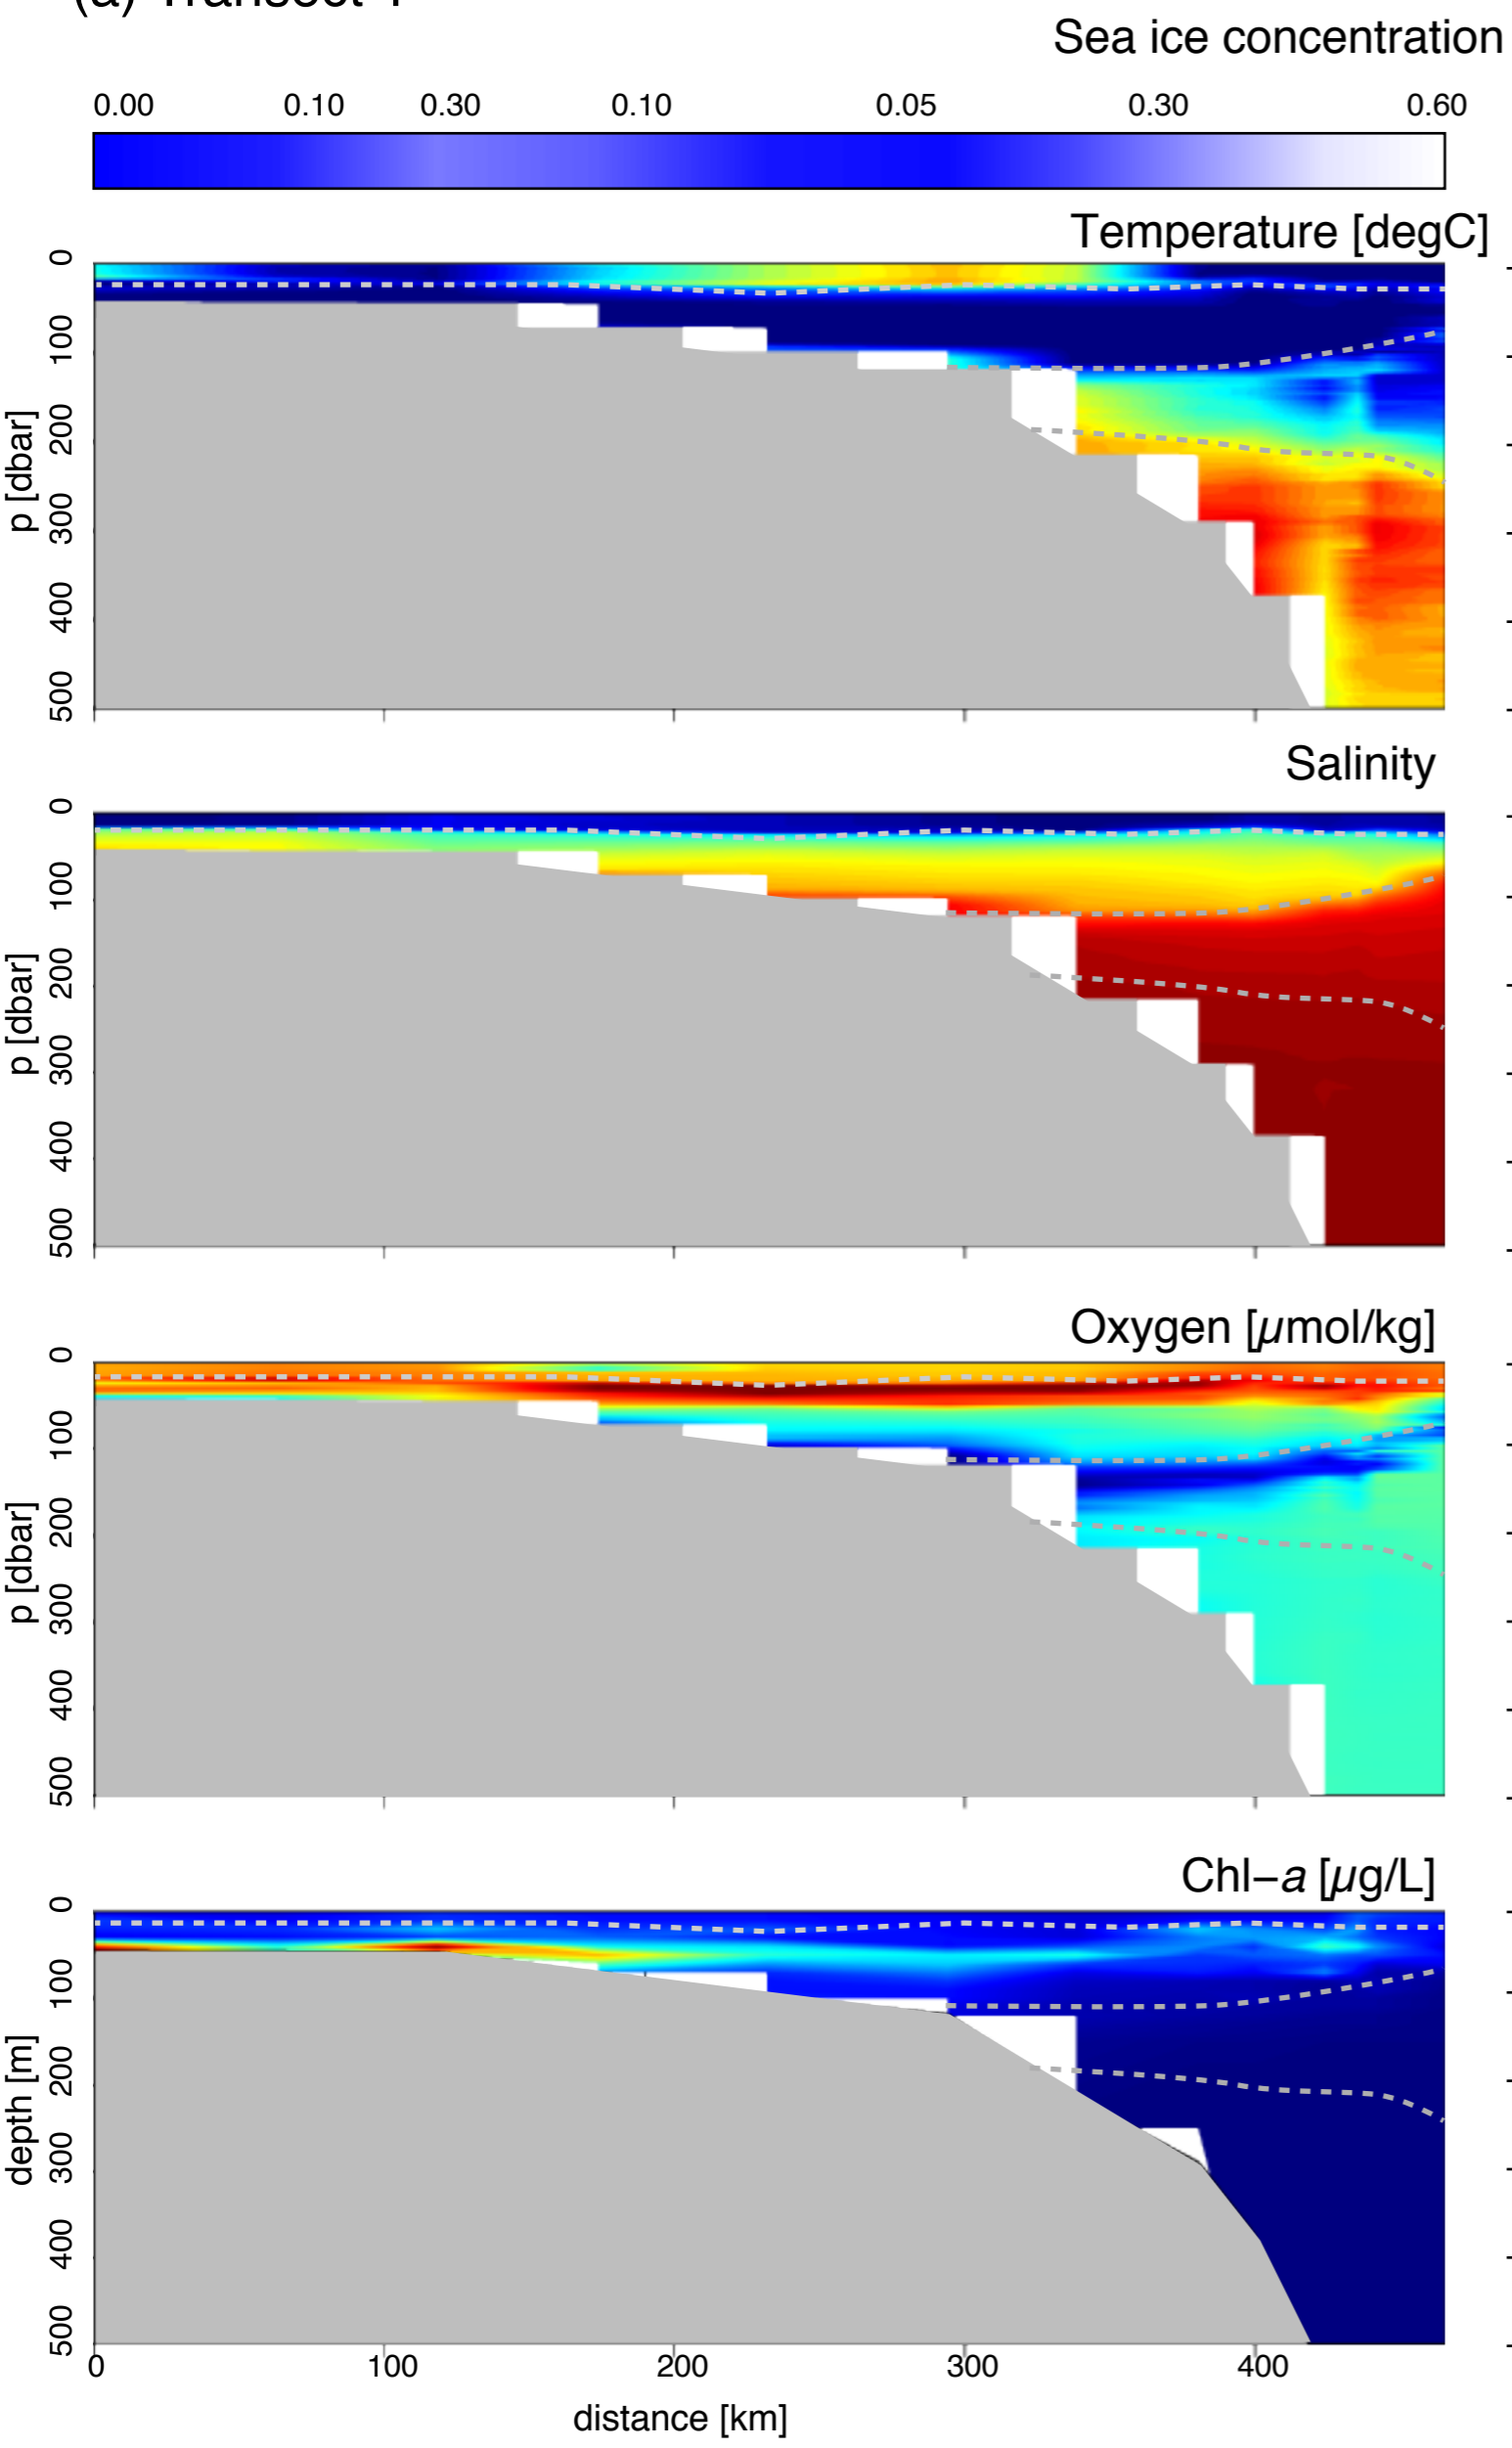 (a) Transect
Sea ice concentration
0.00 0.10 0.30 0.10 0.05 0.30 0.60
Temperature [degC]
0
100
200
300
400
500
p [dbar]
Salinity
0
100
200
300
400
500
p [dbar]
Oxygen [µmol/kg]
0
100
200
300
400
500
p [dbar]
Chl−a [µg/L]
0
100
200
300
400
500
depth [m]
0 100 200 300 400
distance [km]